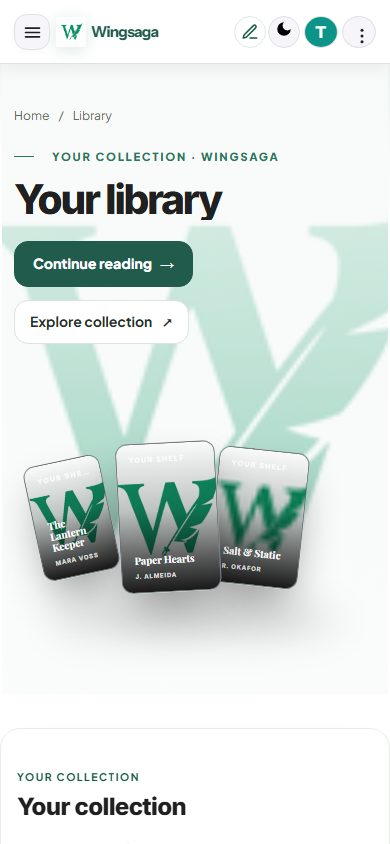 Wingsaga
T
Home / Library
YOUR COLLECTION · WINGSAGA
Your library
Continue reading →
Explore collection ↗
YOUR SHE...
The
Lantern
Keeper
MARA VOSS
YOUR SHELF
Paper Hearts
J. ALMEIDA
YOUR SHELF
Salt & Static
R. OKAFOR
YOUR COLLECTION
Your collection